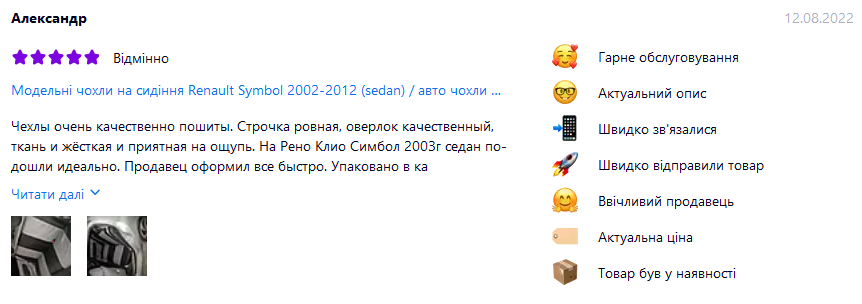 Александр
12.08.2022
Відмінно
Модельні чохли на сидіння Renault Symbol 2002-2012 (sedan) / авто чохли ...
Чехлы очень качественно пошиты. Строчка ровная, оверлок качественный,
ткань и жёсткая и приятная на ощупь. На Рено Клио Симбол 2003г седан по-
дошли идеально. Продавец оформил все быстро. Упаковано в ка
Читати далі
Гарне обслуговування
Актуальний опис
Швидко зв'язалися
Швидко відправили товар
Ввічливий продавець
Актуальна ціна
Товар був у наявності